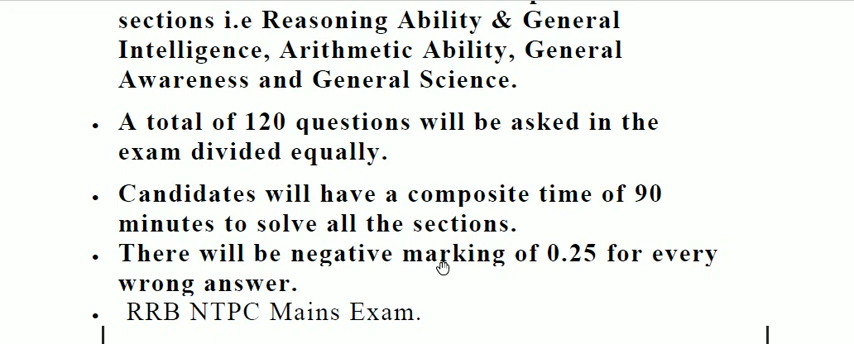 sections i.e Reasoning Ability & General
Intelligence, Arithmetic Ability, General
Awareness and General Science.
• A total of 120 questions will be asked in the
exam divided equally.
• Candidates will have a composite time of 90
minutes to solve all the sections.
• There will be negative marking of 0.25 for every
wrong answer.
• RRB NTPC Mains Exam.